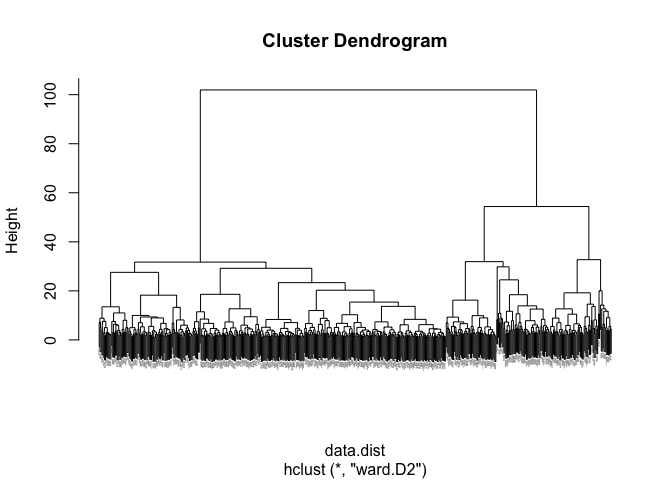 Cluster Dendrogram
Height
100
80
60
40
20
0
data.dist
hclust (*, "ward.D2")